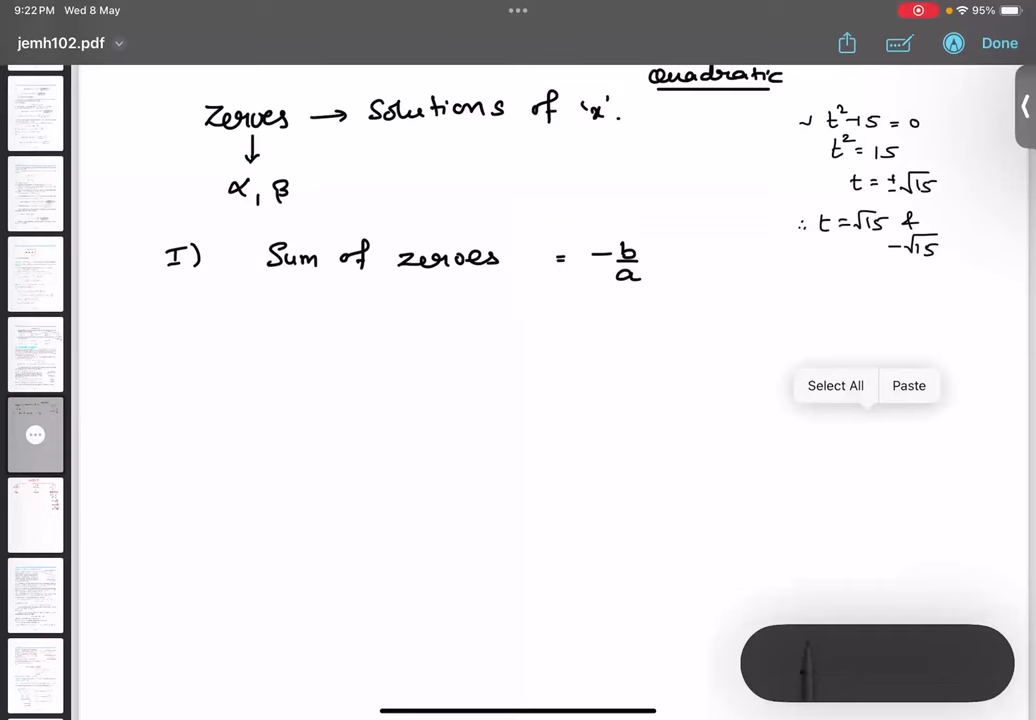 9:22 PM Wed 8 May
95%
jemh102.pdf
Done
Quadratic
Zeroes → Solutions of 'x'.
↓
α, β
I) Sum of zeroes = -b/a
→ t² - 15 = 0
t² = 15
t = ±√15
∴ t = √15 &
-√15
Select All
Paste